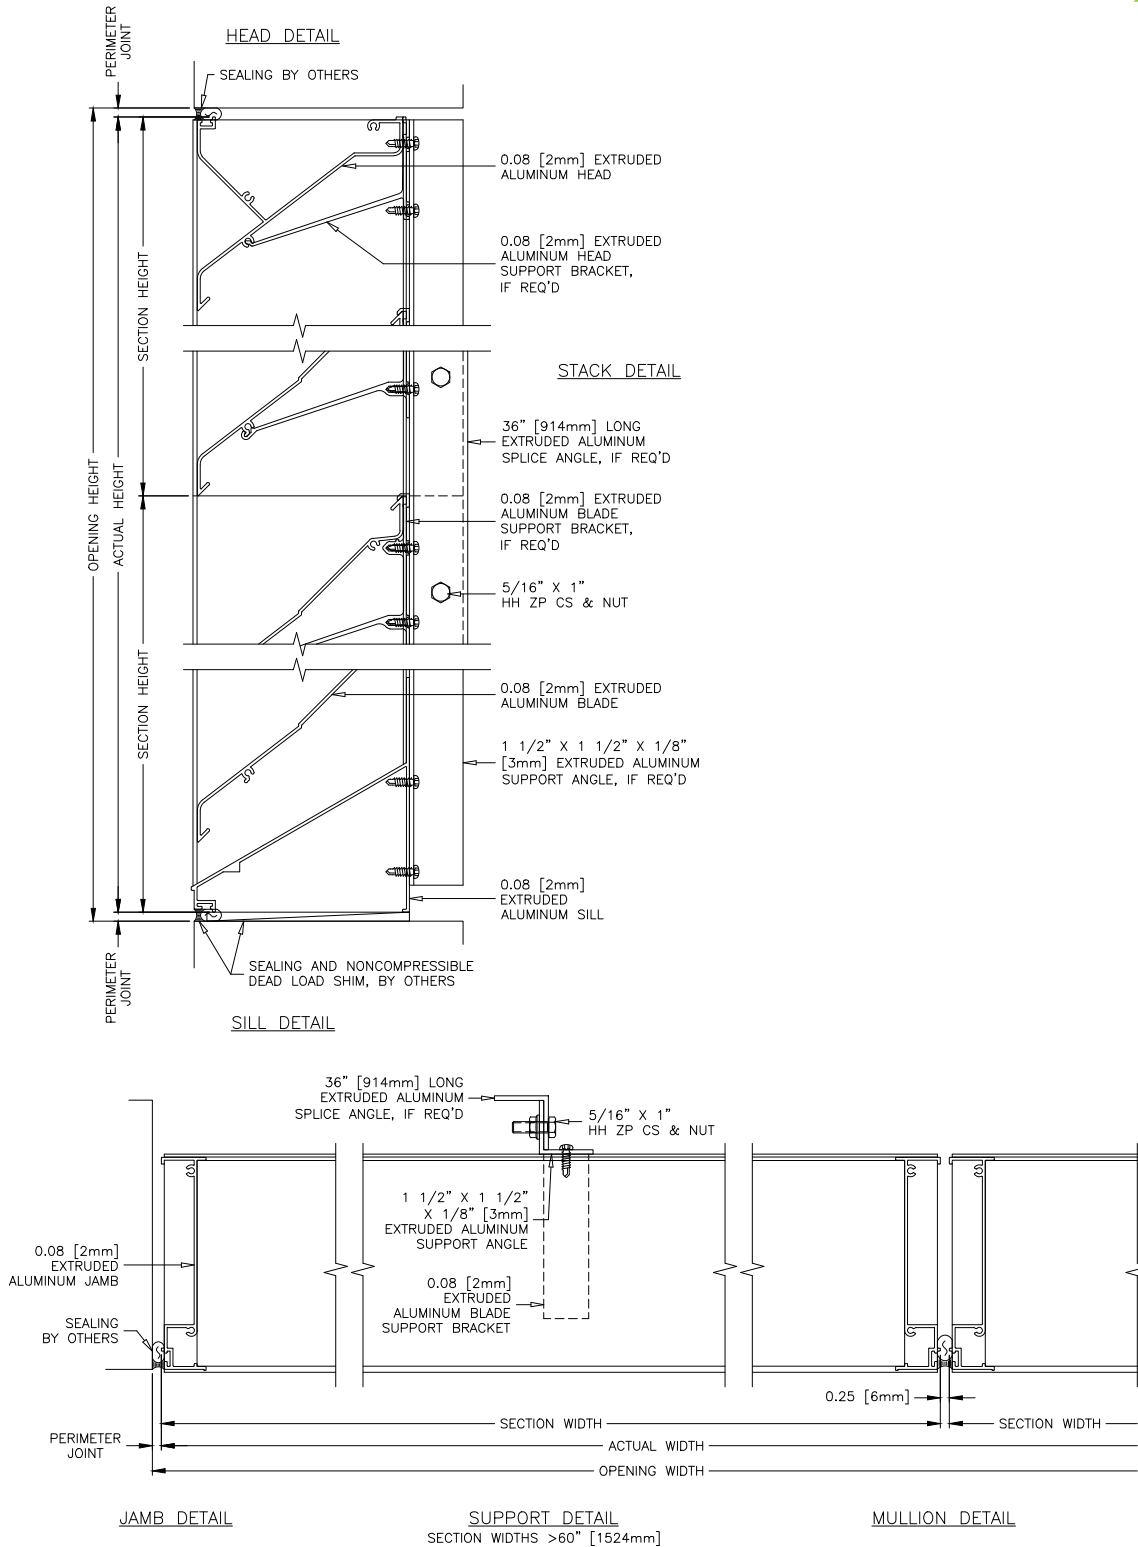 HEAD DETAIL
PERIMETER
JOINT
SEALING BY OTHERS
0.08 [2mm] EXTRUDED
ALUMINUM HEAD
0.08 [2mm] EXTRUDED
ALUMINUM HEAD
SUPPORT BRACKET,
IF REQ'D
SECTION HEIGHT
STACK DETAIL
36" [914mm] LONG
EXTRUDED ALUMINUM
SPLICE ANGLE, IF REQ'D
OPENING HEIGHT
ACTUAL HEIGHT
0.08 [2mm] EXTRUDED
ALUMINUM BLADE
SUPPORT BRACKET,
IF REQ'D
5/16" X 1"
HH ZP CS & NUT
SECTION HEIGHT
0.08 [2mm] EXTRUDED
ALUMINUM BLADE
1 1/2" X 1 1/2" X 1/8"
[3mm] EXTRUDED ALUMINUM
SUPPORT ANGLE, IF REQ'D
0.08 [2mm]
EXTRUDED
ALUMINUM SILL
PERIMETER
JOINT
SEALING AND NONCOMPRESSIBLE
DEAD LOAD SHIM, BY OTHERS
SILL DETAIL
36" [914mm] LONG
EXTRUDED ALUMINUM
SPLICE ANGLE, IF REQ'D
5/16" X 1"
HH ZP CS & NUT
1 1/2" X 1 1/2"
X 1/8" [3mm]
EXTRUDED ALUMINUM
SUPPORT ANGLE
0.08 [2mm]
EXTRUDED
ALUMINUM JAMB
0.08 [2mm]
EXTRUDED
ALUMINUM BLADE
SUPPORT BRACKET
SEALING
BY OTHERS
0.25 [6mm]
SECTION WIDTH
SECTION WIDTH
PERIMETER
JOINT
ACTUAL WIDTH
OPENING WIDTH
JAMB DETAIL
SUPPORT DETAIL
SECTION WIDTHS >60" [1524mm]
MULLION DETAIL